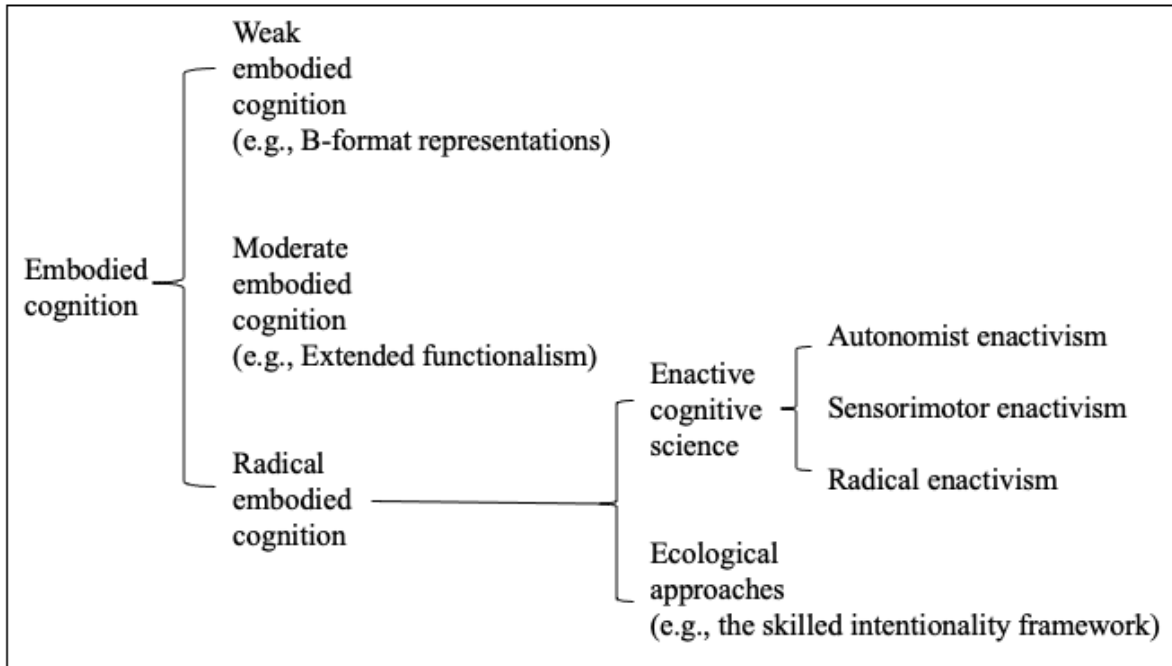 Weak
embodied
cognition
(e.g., B-format representations)
Embodied
cognition
Moderate
embodied
cognition
(e.g., Extended functionalism)
Radical
embodied
cognition
Enactive
cognitive
science
Autonomist enactivism
Sensorimotor enactivism
Radical enactivism
Ecological
approaches
(e.g., the skilled intentionality framework)